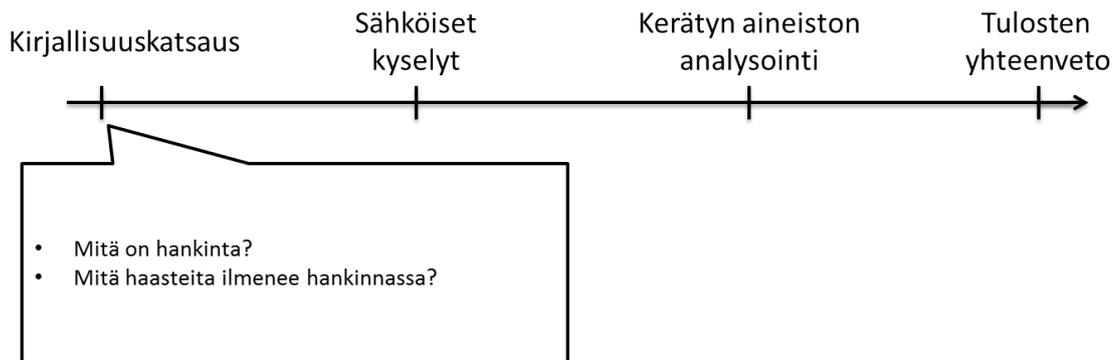 Kirjallisuuskatsaus
Sähköiset
kyselyt
Kerätyn aineiston
analysointi
Tulosten
yhteenveto
• Mitä on hankinta?
• Mitä haasteita ilmenee hankinnassa?